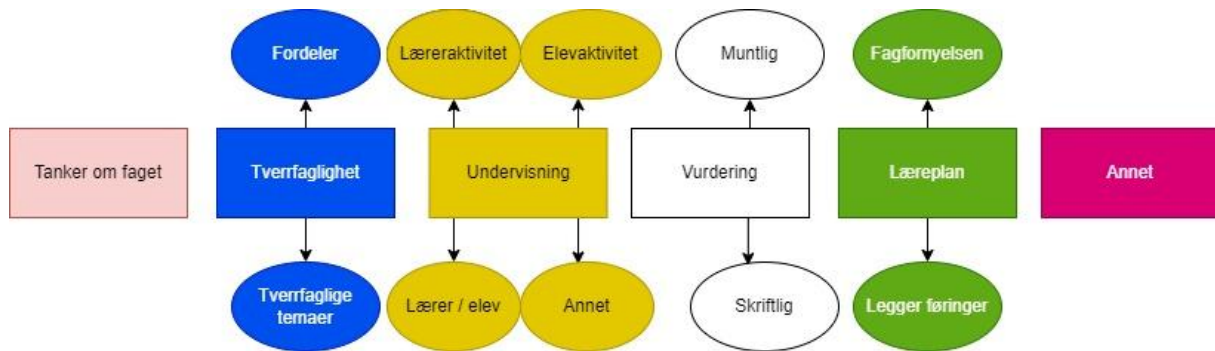 Fordeler
Læreraktivitet
Elevaktivitet
Muntlig
Fagfornyelsen
Tanker om faget
Tverrfaglighet
Undervisning
Vurdering
Læreplan
Annet
Tverrfaglige
temaer
Lærer / elev
Annet
Skriftlig
Legger føringer